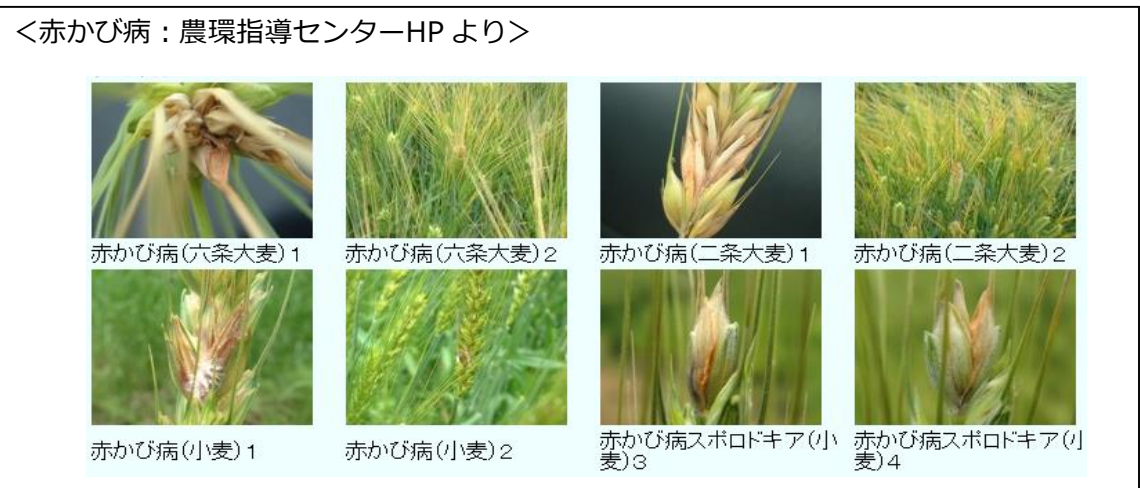 ＜赤かび病：農環指導センターHP より＞
赤かび病(六条大麦)1
赤かび病(六条大麦)2
赤かび病(二条大麦)1
赤かび病(二条大麦)2
赤かび病(小麦)1
赤かび病(小麦)2
赤かび病スポロドキア(小
麦)3
赤かび病スポロドキア(小
麦)4